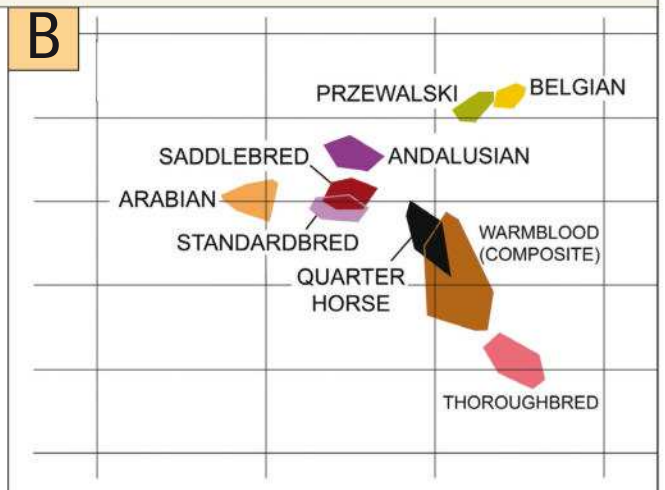 B
PRZEWALSKI
BELGIAN
SADDLEBRED
ANDALUSIAN
ARABIAN
STANDARDBRED
WARMBLOOD
(COMPOSITE)
QUARTER
HORSE
THOROUGHBRED